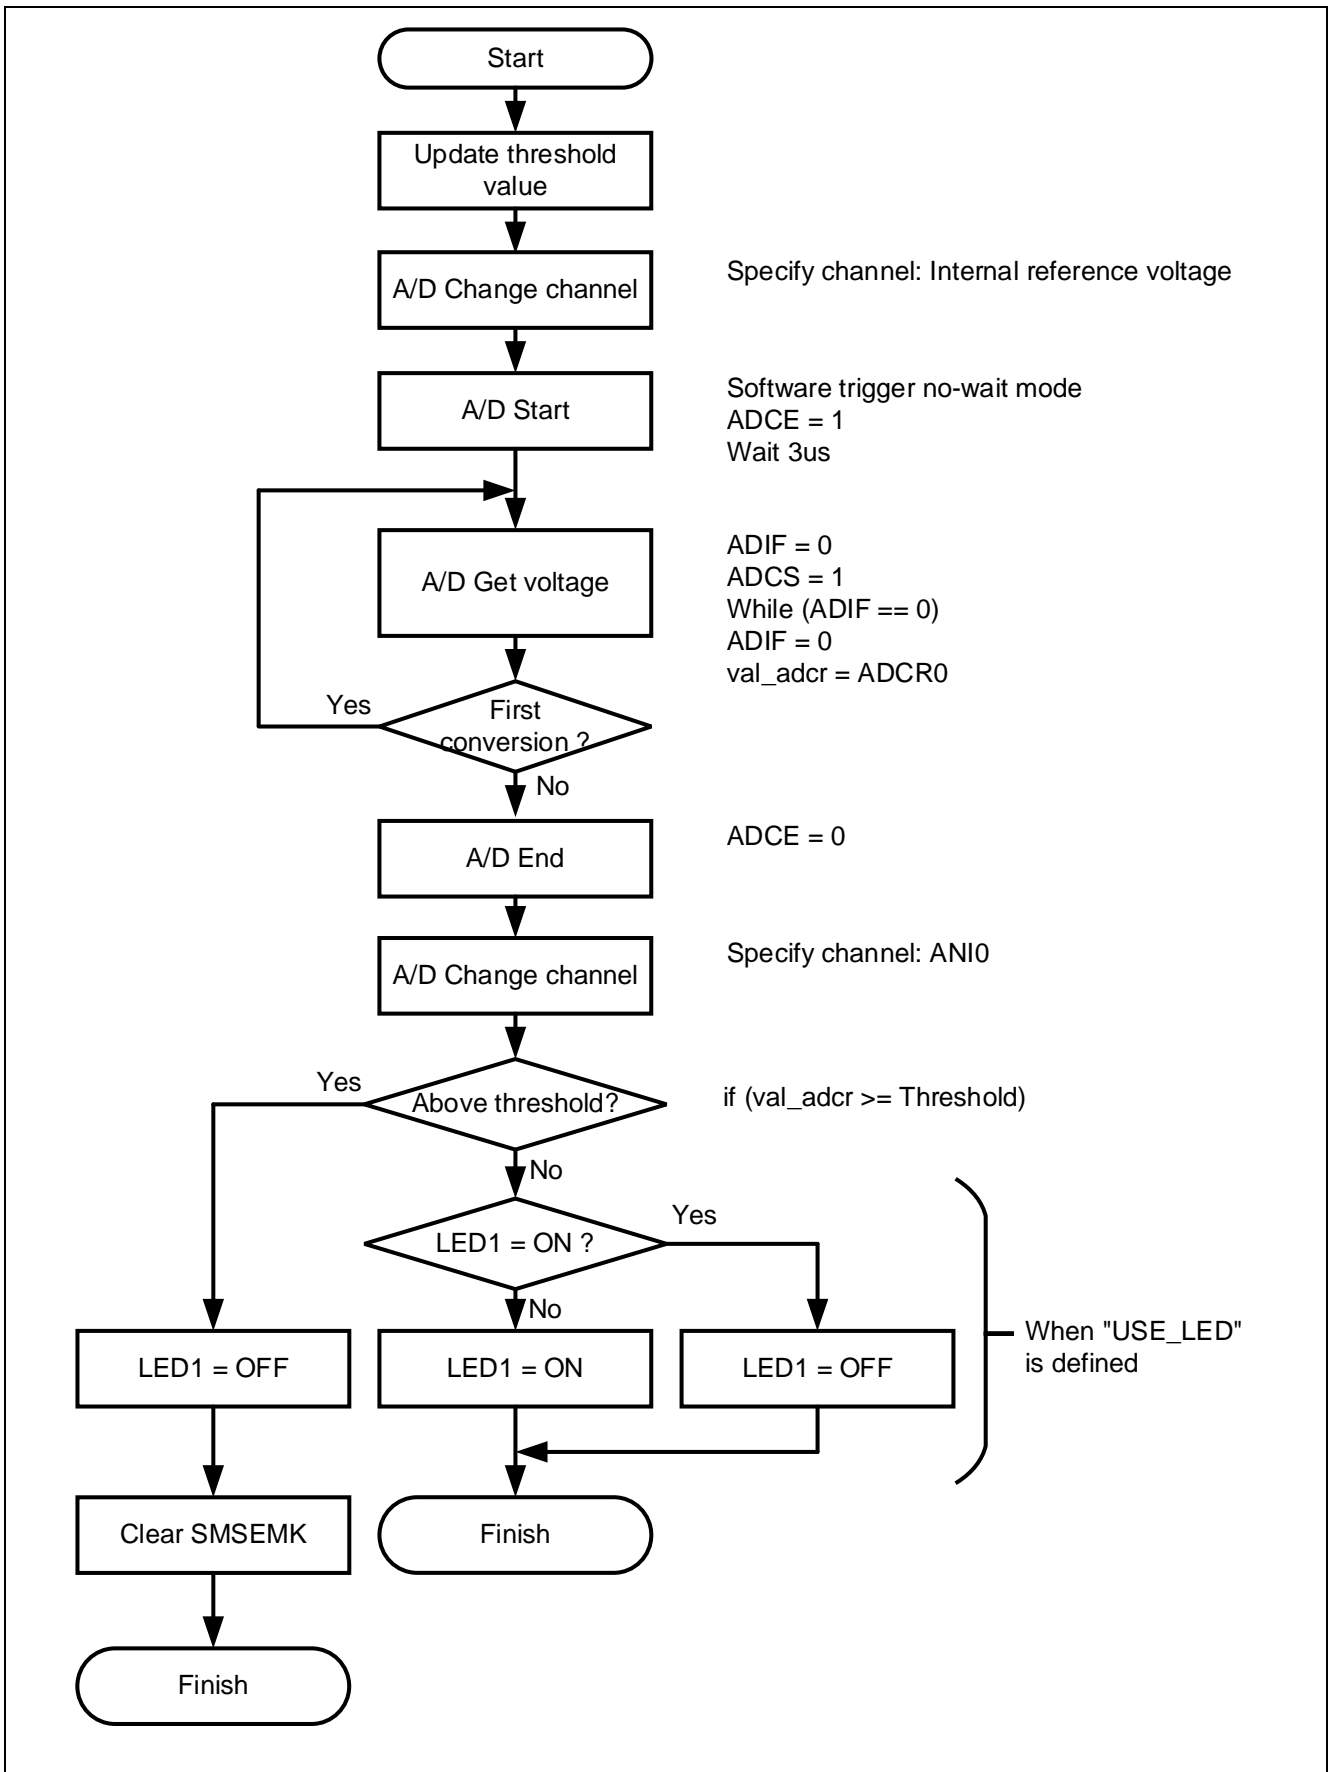 Start
Update threshold
value
A/D Change channel
Specify channel: Internal reference voltage
A/D Start
Software trigger no-wait mode
ADCE = 1
Wait 3us
A/D Get voltage
ADIF = 0
ADCS = 1
While (ADIF == 0)
ADIF = 0
val_adcr = ADCR0
Yes
First
conversion ?
No
A/D End
ADCE = 0
A/D Change channel
Specify channel: ANI0
Yes
Above threshold?
if (val_adcr >= Threshold)
No
LED1 = ON ?
Yes
No
LED1 = OFF
LED1 = ON
LED1 = OFF
When "USE_LED"
is defined
Clear SMSEMK
Finish
Finish